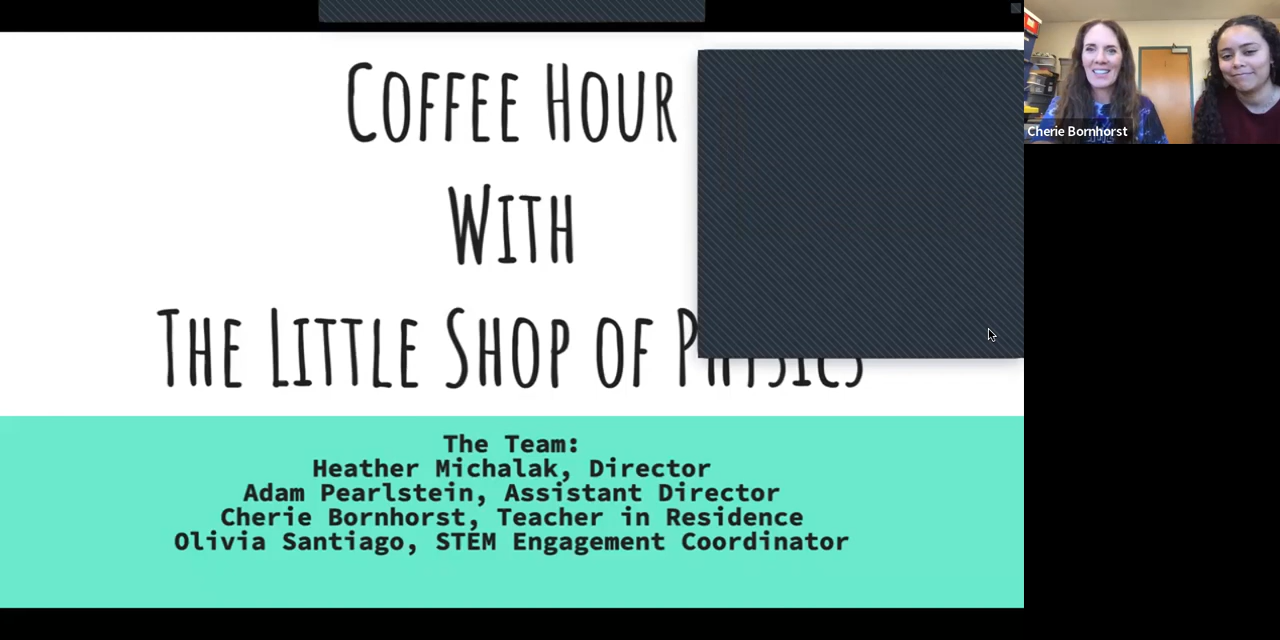 Coffee Hour
With
The Little Shop of Physics
The Team:
Heather Michalak, Director
Adam Pearlstein, Assistant Director
Cherie Bornhorst, Teacher in Residence
Olivia Santiago, STEM Engagement Coordinator
Cherie Bornhorst